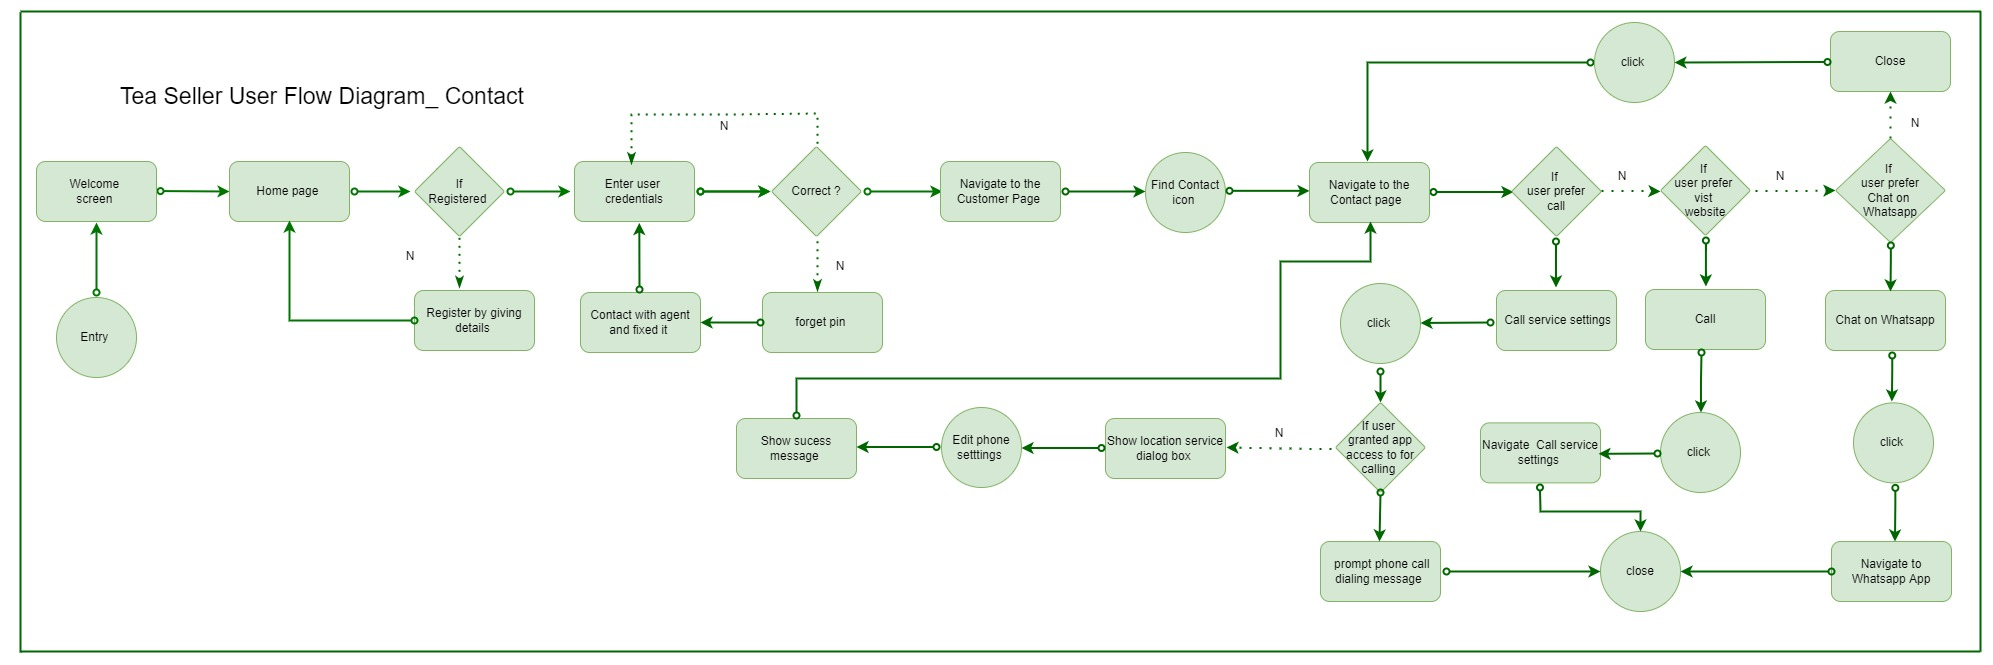 Tea Seller User Flow Diagram_ Contact
click
Close
N
N
Welcome
screen
Home page
If
Registered
Enter user
credentials
Correct ?
Navigate to the
Customer Page
Find Contact
icon
Navigate to the
Contact page
If
user prefer
call
N
If
user prefer
vist
website
N
If
user prefer
Chat on
Whatsapp
N
N
Entry
Register by giving
details
Contact with agent
and fixed it
forget pin
click
Call service settings
Call
Chat on Whatsapp
Show sucess
message
Edit phone
setttings
Show location service
dialog box
N
If user
granted app
access to for
calling
Navigate  Call service
settings
click
click
prompt phone call
dialing message
close
Navigate to
Whatsapp App